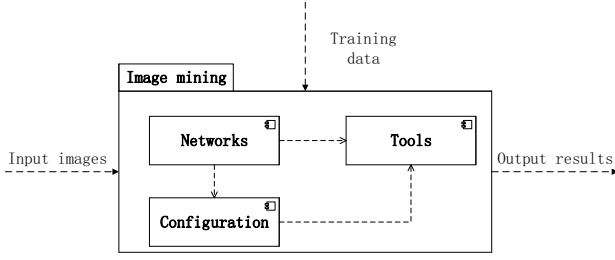 Training
data
Image mining
Networks
Tools
Input images
Output results
Configuration